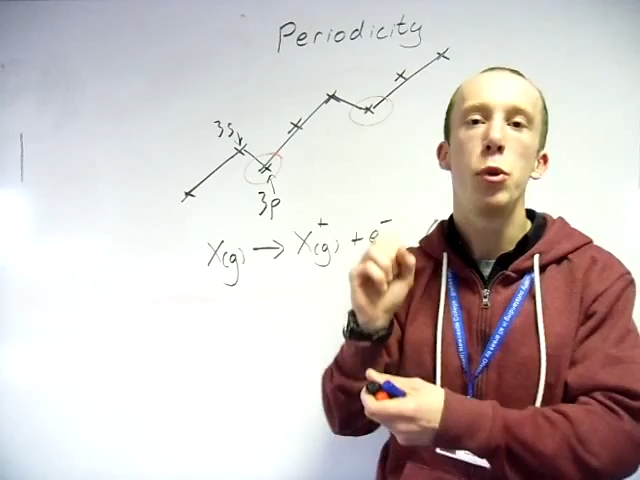 Periodicity
3s
3p
X(g) → X⁺(g) + e⁻